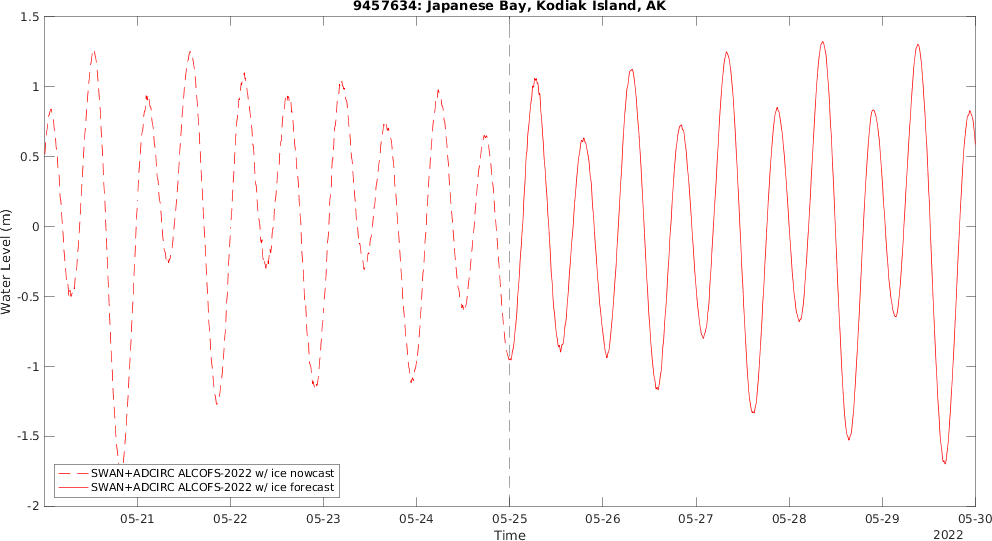 9457634: Japanese Bay, Kodiak Island, AK
1.5
1
0.5
0
-0.5
-1
-1.5
-2
Water Level (m)
SWAN+ADCIRC ALCOFS-2022 w/ ice nowcast
SWAN+ADCIRC ALCOFS-2022 w/ ice forecast
05-21 05-22 05-23 05-24 05-25 05-26 05-27 05-28 05-29 05-30
Time
2022